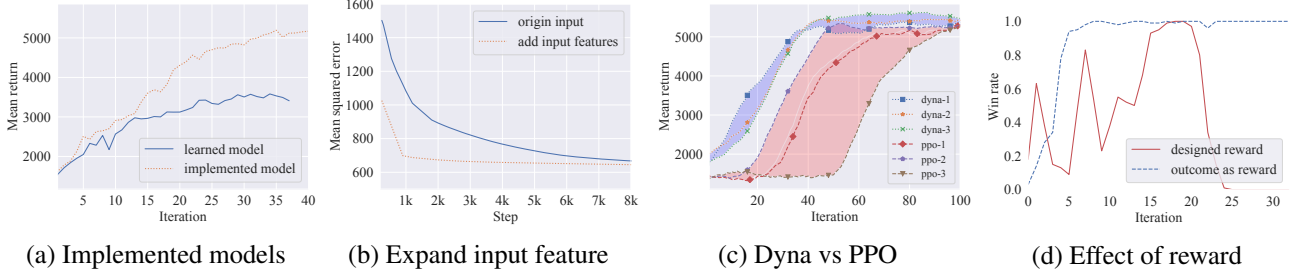 5000
4000
3000
2000
Mean return
5 10 15 20 25 30 35 40
Iteration
learned model
implemented model
(a) Implemented models
1600
1400
1200
1000
800
600
Mean squared error
1k 2k 3k 4k 5k 6k 7k 8k
Step
origin input
add input features
(b) Expand input feature
5000
4000
3000
2000
Mean return
20 40 60 80 100
Iteration
dyna-1
dyna-2
dyna-3
ppo-1
ppo-2
ppo-3
(c) Dyna vs PPO
1.0
0.8
0.6
0.4
0.2
0.0
Win rate
0 5 10 15 20 25 30
Iteration
designed reward
outcome as reward
(d) Effect of reward